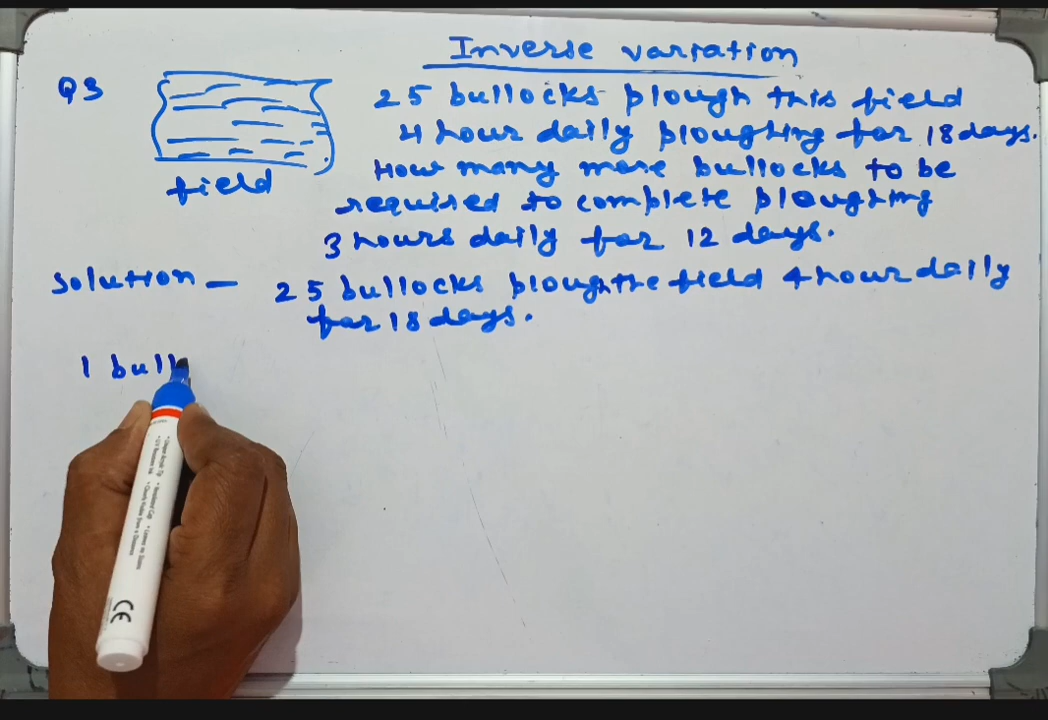 Inverse variation
Q3
25 bullocks plough this field
4 hour daily ploughing for 18 days.
How many more bullocks to be
required to complete ploughing
3 hours daily for 12 days.
field
Solution – 25 bullocks plough the field 4 hour daily
for 18 days.
1 bull
CE